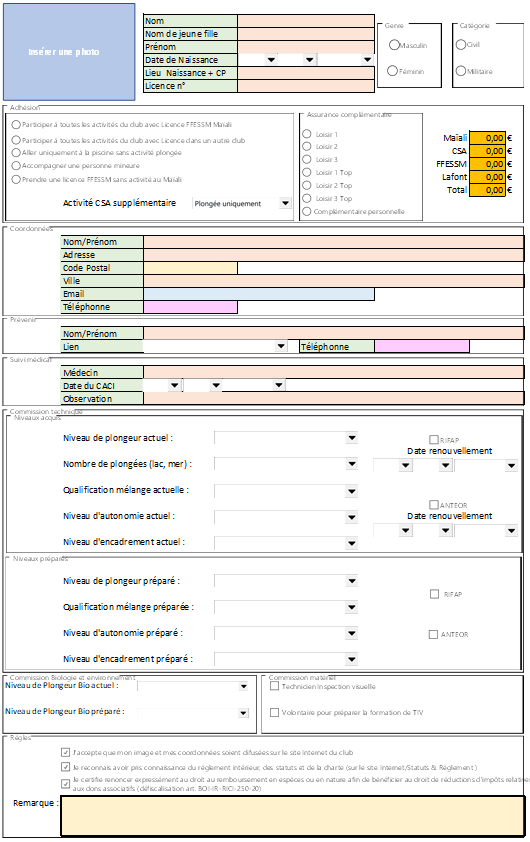 Insérer une photo
Nom
Nom de jeune fille
Prénom
Date de Naissance
Lieu Naissance + CP
Licence n°
Genre
Masculin
Féminin
Catégorie
Civil
Militaire
Adhésion
Participer à toutes les activités du club avec Licence FFESSM Maïali
Participer à toutes les activités du club avec Licence dans un autre club
Aller uniquement à la piscine sans activité plongée
Accompagner une personne mineure
Prendre une licence FFESSM sans activité au Maïali
Activité CSA supplémentaire
Plongée uniquement
Assurance complémentaire
Loisir 1
Loisir 2
Loisir 3
Loisir 1 Top
Loisir 2 Top
Loisir 3 Top
Complémentaire personnelle
Maïali 0,00 €
CSA 0,00 €
FFESSM 0,00 €
Lafont 0,00 €
Total 0,00 €
Coordonnées
Nom/Prénom
Adresse
Code Postal
Ville
Email
Téléphonne
Prévenir
Nom/Prénom
Lien
Téléphonne
Suivi médical
Médecin
Date du CACI
Observation
Commission technique
Niveaux acquis
Niveau de plongeur actuel :
RIFAP
Date renouvellement
Nombre de plongées (lac, mer) :
Qualification mélange actuelle :
ANTEOR
Niveau d'autonomie actuel :
Date renouvellement
Niveau d'encadrement actuel :
Niveaux préparés
Niveau de plongeur préparé :
RIFAP
Qualification mélange préparée :
Niveau d'autonomie préparé :
ANTEOR
Niveau d'encadrement préparé :
Commission Biologie et environnement
Niveau de Plongeur Bio actuel :
Niveau de Plongeur Bio préparé :
Commission matériel
Technicien Inspection visuelle
Volontaire pour préparer la formation de TIV
Règles
J'accepte que mon image et mes coordonnées soient difusées sur le site Internet du club
Je reconnais avoir pris connaissance du règlement intérieur, des statuts et de la charte (sur le site Internet/Statuts & Règlement )
Je certifie renoncer expressément au droit au remboursement en espèces ou en nature afin de bénéficier au droit de réductions d'impôts relative
aux dons associatifs (défiscalisation art. BOI-IR-RICI-250-20)
Remarque :